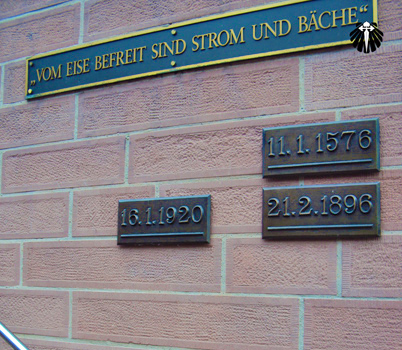 „VOM EISE BEFREIT SIND STROM UND BÄCHE“
11.1.1576
16.1.1920
21.2.1896